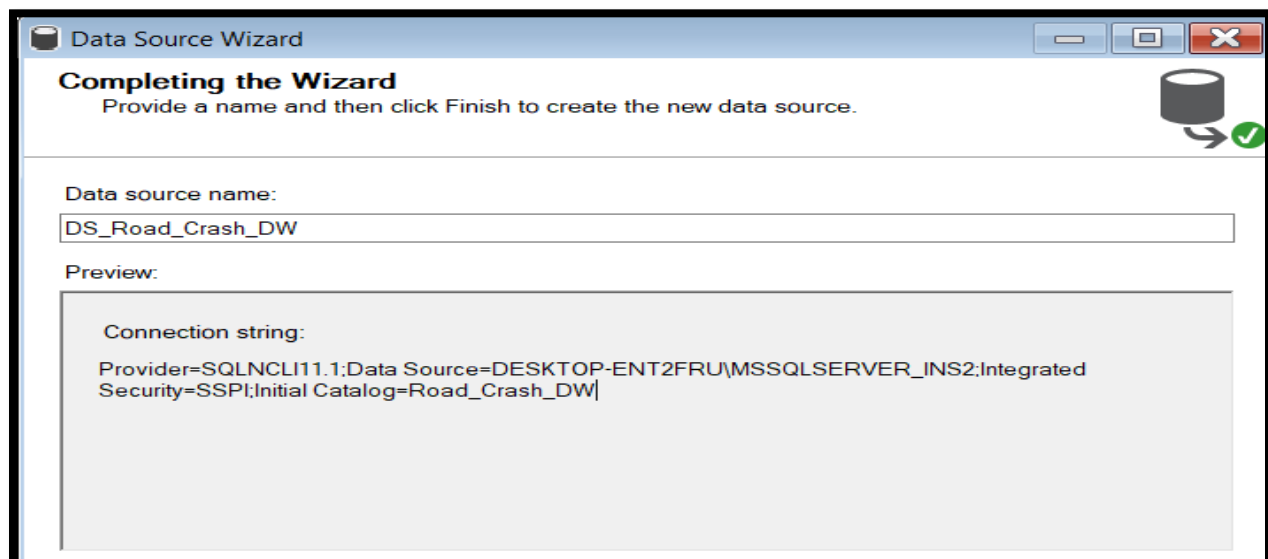 Data Source Wizard
Completing the Wizard
Provide a name and then click Finish to create the new data source.
Data source name:
DS_Road_Crash_DW
Preview:
Connection string:
Provider=SQLNCLI11.1;Data Source=DESKTOP-ENT2FRU\MSSQLSERVER_INS2;Integrated
Security=SSPI;Initial Catalog=Road_Crash_DW